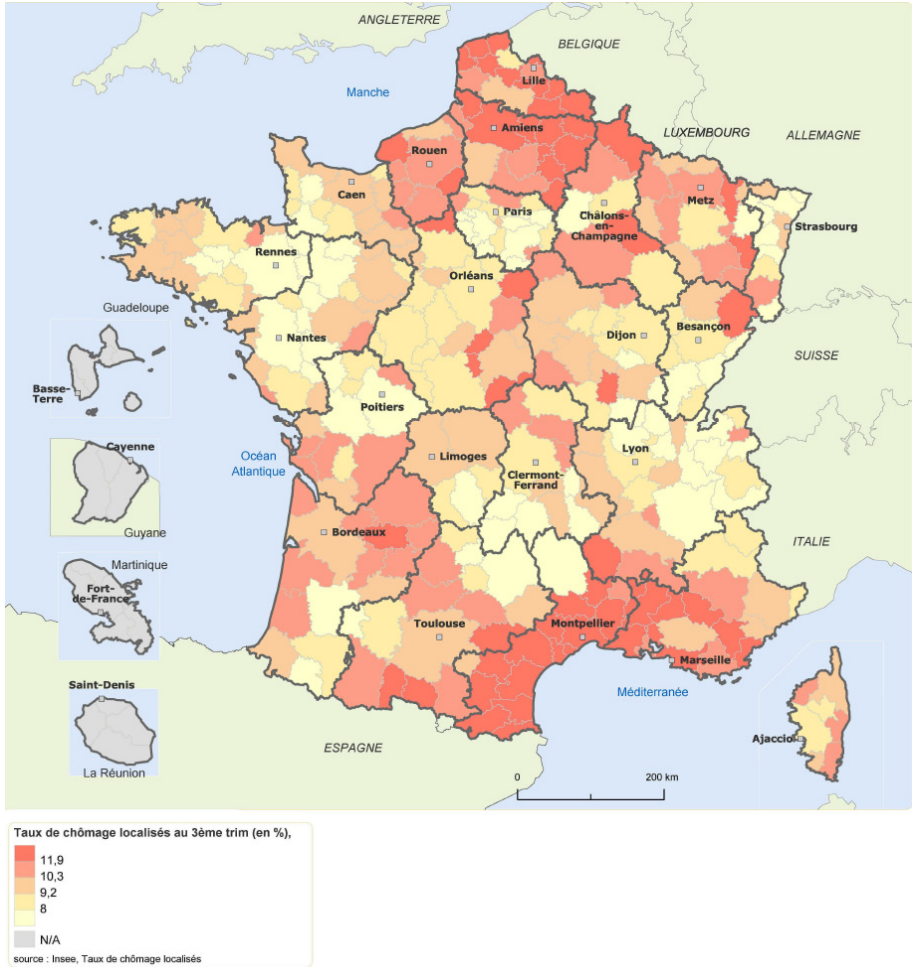 ANGLETERRE
BELGIQUE
Lille
Manche
Amiens
LUXEMBOURG
ALLEMAGNE
Rouen
Metz
Caen
Paris
Châlons-
en-
Champagne
Strasbourg
Rennes
Orléans
Guadeloupe
Nantes
Dijon
Besançon
SUISSE
Basse-
Terre
Poitiers
Cayenne
Océan
Atlantique
Limoges
Lyon
Clermont-
Ferrand
Guyane
Bordeaux
ITALIE
Martinique
Fort-
de-France
Toulouse
Montpellier
Marseille
Saint-Denis
Méditerranée
Ajaccio
La Réunion
ESPAGNE
0
200 km
Taux de chômage localisés au 3ème trim (en %),
11,9
10,3
9,2
8
N/A
source : Insee, Taux de chômage localisés